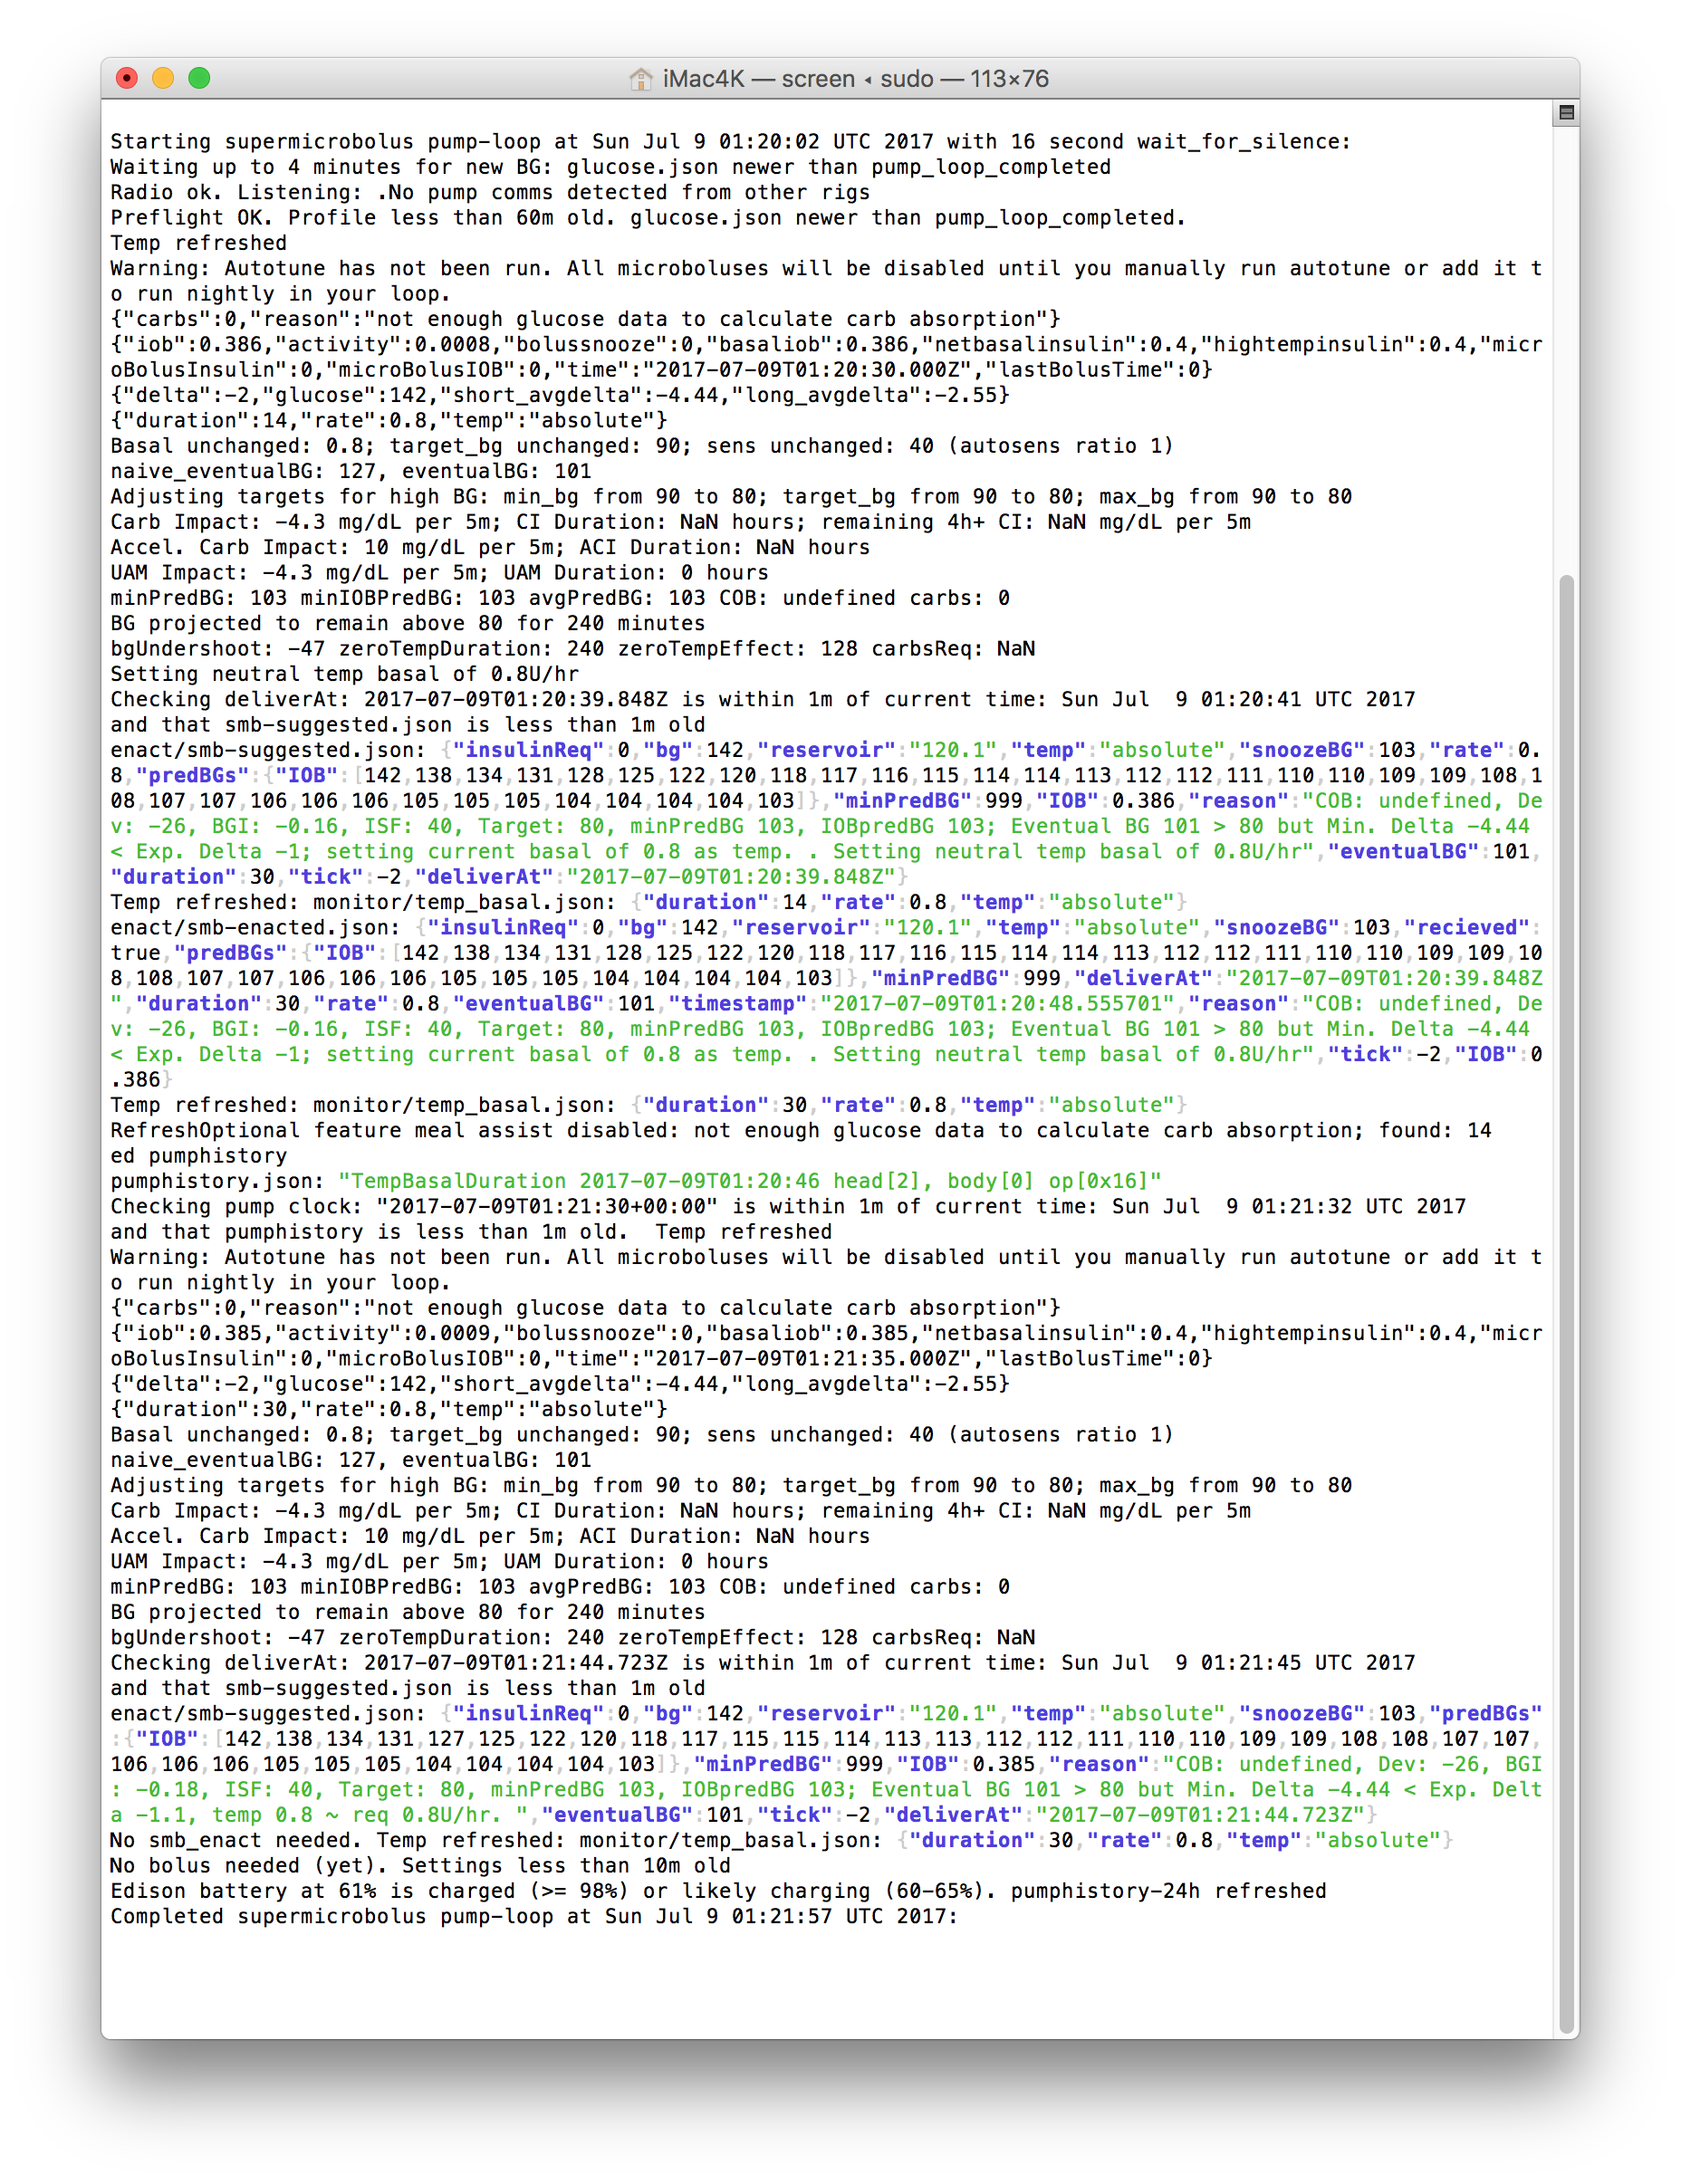 iMac4K — screen ◂ sudo — 113×76
Starting supermicrobolus pump-loop at Sun Jul 9 01:20:02 UTC 2017 with 16 second wait_for_silence:
Waiting up to 4 minutes for new BG: glucose.json newer than pump_loop_completed
Radio ok. Listening: .No pump comms detected from other rigs
Preflight OK. Profile less than 60m old. glucose.json newer than pump_loop_completed.
Temp refreshed
Warning: Autotune has not been run. All microboluses will be disabled until you manually run autotune or add it t
o run nightly in your loop.
{"carbs":0,"reason":"not enough glucose data to calculate carb absorption"}
{"iob":0.386,"activity":0.0008,"bolussnooze":0,"basaliob":0.386,"netbasalinsulin":0.4,"hightempinsulin":0.4,"micr
oBolusInsulin":0,"microBolusIOB":0,"time":"2017-07-09T01:20:30.000Z","lastBolusTime":0}
{"delta":-2,"glucose":142,"short_avgdelta":-4.44,"long_avgdelta":-2.55}
{"duration":14,"rate":0.8,"temp":"absolute"}
Basal unchanged: 0.8; target_bg unchanged: 90; sens unchanged: 40 (autosens ratio 1)
naive_eventualBG: 127, eventualBG: 101
Adjusting targets for high BG: min_bg from 90 to 80; target_bg from 90 to 80; max_bg from 90 to 80
Carb Impact: -4.3 mg/dL per 5m; CI Duration: NaN hours; remaining 4h+ CI: NaN mg/dL per 5m
Accel. Carb Impact: 10 mg/dL per 5m; ACI Duration: NaN hours
UAM Impact: -4.3 mg/dL per 5m; UAM Duration: 0 hours
minPredBG: 103 minIOBPredBG: 103 avgPredBG: 103 COB: undefined carbs: 0
BG projected to remain above 80 for 240 minutes
bgUndershoot: -47 zeroTempDuration: 240 zeroTempEffect: 128 carbsReq: NaN
Setting neutral temp basal of 0.8U/hr
Checking deliverAt: 2017-07-09T01:20:39.848Z is within 1m of current time: Sun Jul  9 01:20:41 UTC 2017
and that smb-suggested.json is less than 1m old
enact/smb-suggested.json: {"insulinReq":0,"bg":142,"reservoir":"120.1","temp":"absolute","snoozeBG":103,"rate":0.
8,"predBGs":{"IOB":[142,138,134,131,128,125,122,120,118,117,116,115,114,114,113,112,112,111,110,110,109,109,108,1
08,107,107,106,106,106,105,105,105,104,104,104,104,103]},"minPredBG":999,"IOB":0.386,"reason":"COB: undefined, De
v: -26, BGI: -0.16, ISF: 40, Target: 80, minPredBG 103, IOBpredBG 103; Eventual BG 101 > 80 but Min. Delta -4.44
< Exp. Delta -1; setting current basal of 0.8 as temp. . Setting neutral temp basal of 0.8U/hr","eventualBG":101,
"duration":30,"tick":-2,"deliverAt":"2017-07-09T01:20:39.848Z"}
Temp refreshed: monitor/temp_basal.json: {"duration":14,"rate":0.8,"temp":"absolute"}
enact/smb-enacted.json: {"insulinReq":0,"bg":142,"reservoir":"120.1","temp":"absolute","snoozeBG":103,"recieved":
true,"predBGs":{"IOB":[142,138,134,131,128,125,122,120,118,117,116,115,114,114,113,112,112,111,110,110,109,109,10
8,108,107,107,106,106,106,105,105,105,104,104,104,104,103]},"minPredBG":999,"deliverAt":"2017-07-09T01:20:39.848Z
","duration":30,"rate":0.8,"eventualBG":101,"timestamp":"2017-07-09T01:20:48.555701","reason":"COB: undefined, De
v: -26, BGI: -0.16, ISF: 40, Target: 80, minPredBG 103, IOBpredBG 103; Eventual BG 101 > 80 but Min. Delta -4.44
< Exp. Delta -1; setting current basal of 0.8 as temp. . Setting neutral temp basal of 0.8U/hr","tick":-2,"IOB":0
.386}
Temp refreshed: monitor/temp_basal.json: {"duration":30,"rate":0.8,"temp":"absolute"}
RefreshOptional feature meal assist disabled: not enough glucose data to calculate carb absorption; found: 14
ed pumphistory
pumphistory.json: "TempBasalDuration 2017-07-09T01:20:46 head[2], body[0] op[0x16]"
Checking pump clock: "2017-07-09T01:21:30+00:00" is within 1m of current time: Sun Jul  9 01:21:32 UTC 2017
and that pumphistory is less than 1m old.  Temp refreshed
Warning: Autotune has not been run. All microboluses will be disabled until you manually run autotune or add it t
o run nightly in your loop.
{"carbs":0,"reason":"not enough glucose data to calculate carb absorption"}
{"iob":0.385,"activity":0.0009,"bolussnooze":0,"basaliob":0.385,"netbasalinsulin":0.4,"hightempinsulin":0.4,"micr
oBolusInsulin":0,"microBolusIOB":0,"time":"2017-07-09T01:21:35.000Z","lastBolusTime":0}
{"delta":-2,"glucose":142,"short_avgdelta":-4.44,"long_avgdelta":-2.55}
{"duration":30,"rate":0.8,"temp":"absolute"}
Basal unchanged: 0.8; target_bg unchanged: 90; sens unchanged: 40 (autosens ratio 1)
naive_eventualBG: 127, eventualBG: 101
Adjusting targets for high BG: min_bg from 90 to 80; target_bg from 90 to 80; max_bg from 90 to 80
Carb Impact: -4.3 mg/dL per 5m; CI Duration: NaN hours; remaining 4h+ CI: NaN mg/dL per 5m
Accel. Carb Impact: 10 mg/dL per 5m; ACI Duration: NaN hours
UAM Impact: -4.3 mg/dL per 5m; UAM Duration: 0 hours
minPredBG: 103 minIOBPredBG: 103 avgPredBG: 103 COB: undefined carbs: 0
BG projected to remain above 80 for 240 minutes
bgUndershoot: -47 zeroTempDuration: 240 zeroTempEffect: 128 carbsReq: NaN
Checking deliverAt: 2017-07-09T01:21:44.723Z is within 1m of current time: Sun Jul  9 01:21:45 UTC 2017
and that smb-suggested.json is less than 1m old
enact/smb-suggested.json: {"insulinReq":0,"bg":142,"reservoir":"120.1","temp":"absolute","snoozeBG":103,"predBGs"
:{"IOB":[142,138,134,131,127,125,122,120,118,117,115,115,114,113,113,112,112,111,110,110,109,109,108,108,107,107,
106,106,106,105,105,105,104,104,104,104,103]},"minPredBG":999,"IOB":0.385,"reason":"COB: undefined, Dev: -26, BGI
: -0.18, ISF: 40, Target: 80, minPredBG 103, IOBpredBG 103; Eventual BG 101 > 80 but Min. Delta -4.44 < Exp. Delt
a -1.1, temp 0.8 ~ req 0.8U/hr. ","eventualBG":101,"tick":-2,"deliverAt":"2017-07-09T01:21:44.723Z"}
No smb_enact needed. Temp refreshed: monitor/temp_basal.json: {"duration":30,"rate":0.8,"temp":"absolute"}
No bolus needed (yet). Settings less than 10m old
Edison battery at 61% is charged (>= 98%) or likely charging (60-65%). pumphistory-24h refreshed
Completed supermicrobolus pump-loop at Sun Jul 9 01:21:57 UTC 2017: